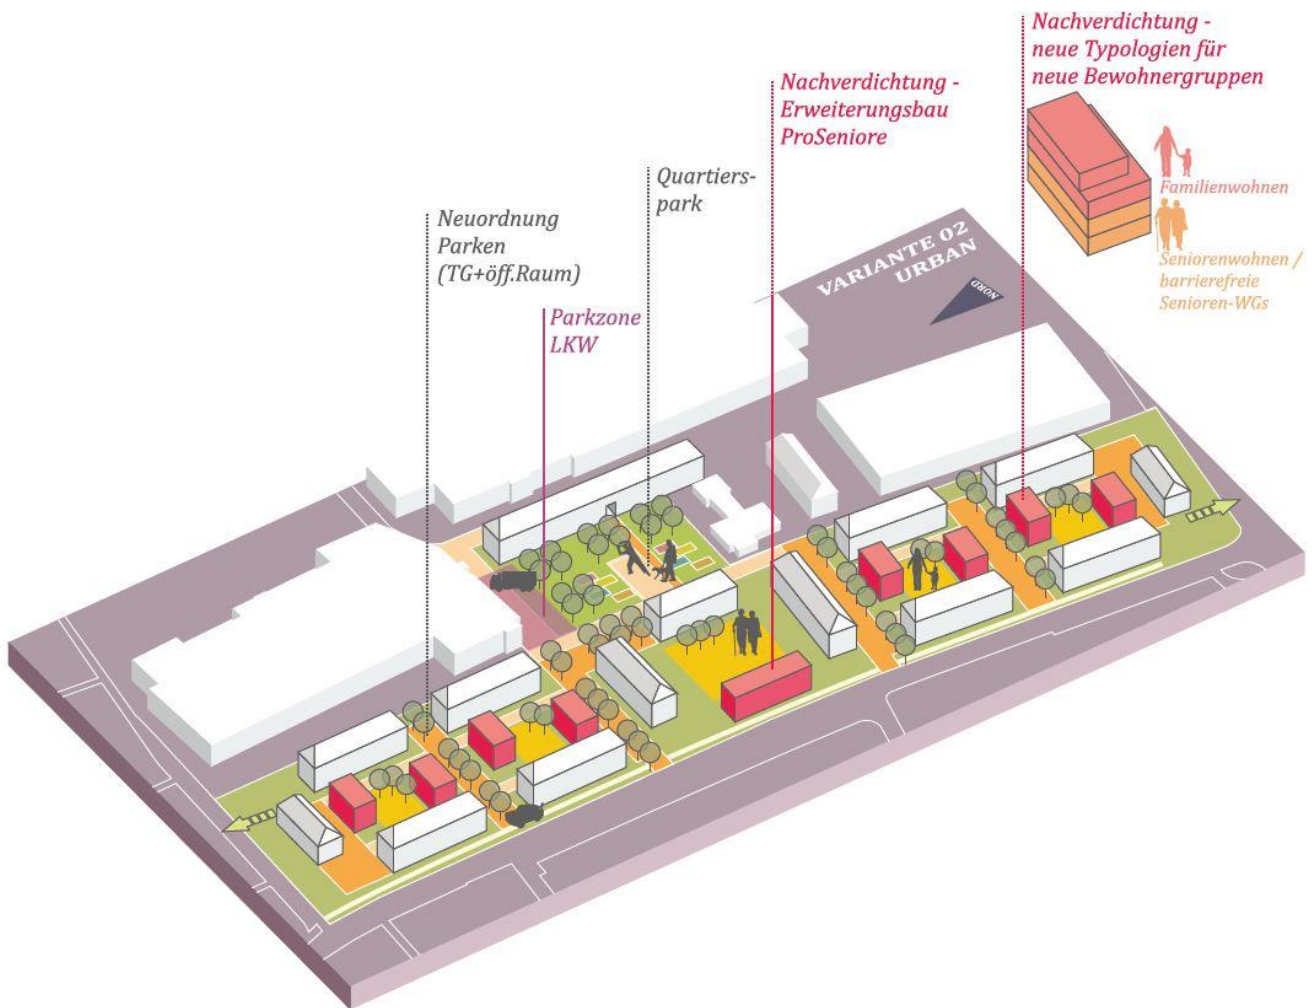 Nachverdichtung -
neue Typologien für
neue Bewohnergruppen
Nachverdichtung -
Erweiterungsbau
ProSeniore
Familienwohnen
Quartiers-
park
Neuordnung
Parken
(TG+öff.Raum)
Seniorenwohnen /
barrierefreie
Senioren-WGs
VARIANTE 02
URBAN
NORD
Parkzone
LKW